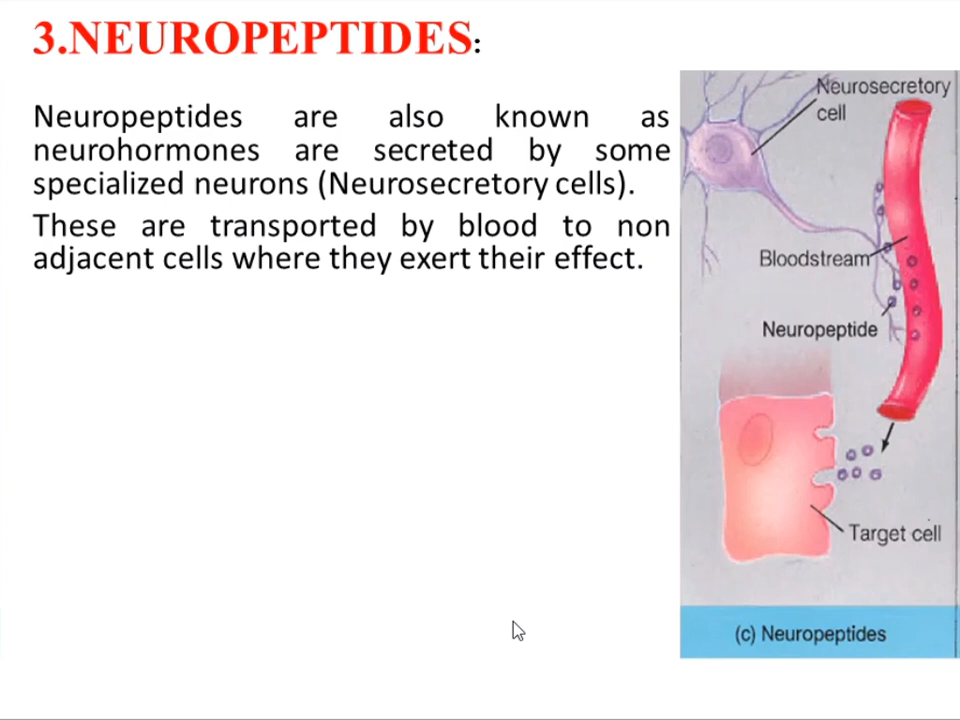 3.NEUROPEPTIDES:
Neuropeptides are also known as
neurohormones are secreted by some
specialized neurons (Neurosecretory cells).
These are transported by blood to non
adjacent cells where they exert their effect.
Neurosecretory
cell
Bloodstream
Neuropeptide
Target cell
(c) Neuropeptides